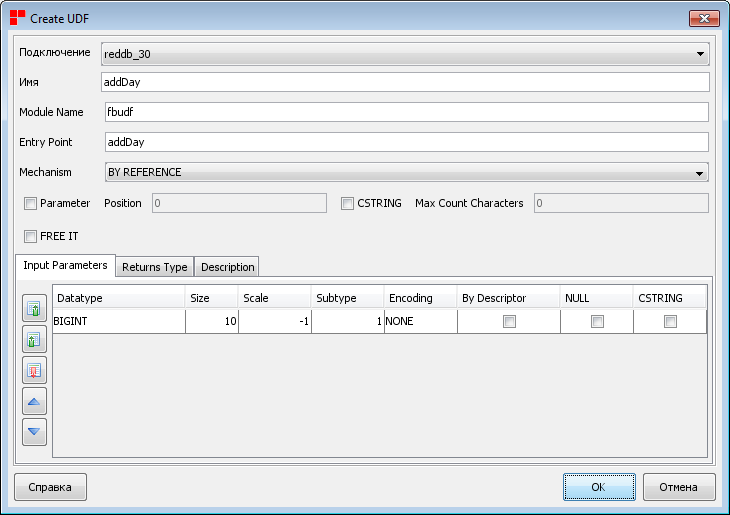 Create UDF
Подключение reddb_30
Имя addDay
Module Name fbudf
Entry Point addDay
Mechanism BY REFERENCE
Parameter Position 0 CSTRING Max Count Characters 0
FREE IT
Input Parameters Returns Type Description
Datatype Size Scale Subtype Encoding By Descriptor NULL CSTRING
BIGINT 10 -1 1 NONE
Справка ОК Отмена